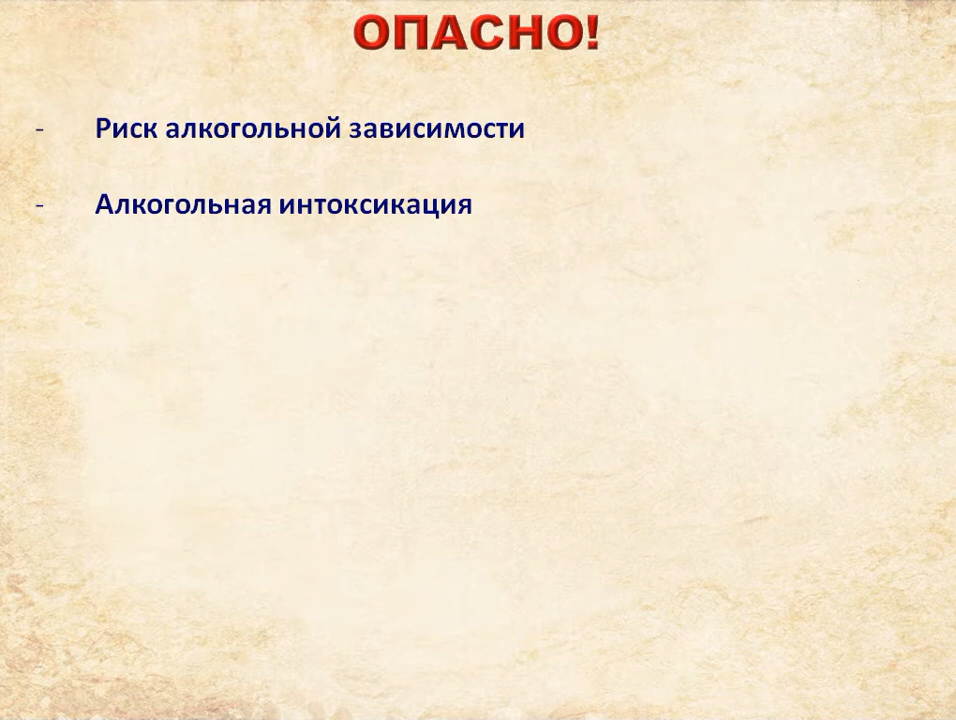 ОПАСНО!
- Риск алкогольной зависимости
- Алкогольная интоксикация